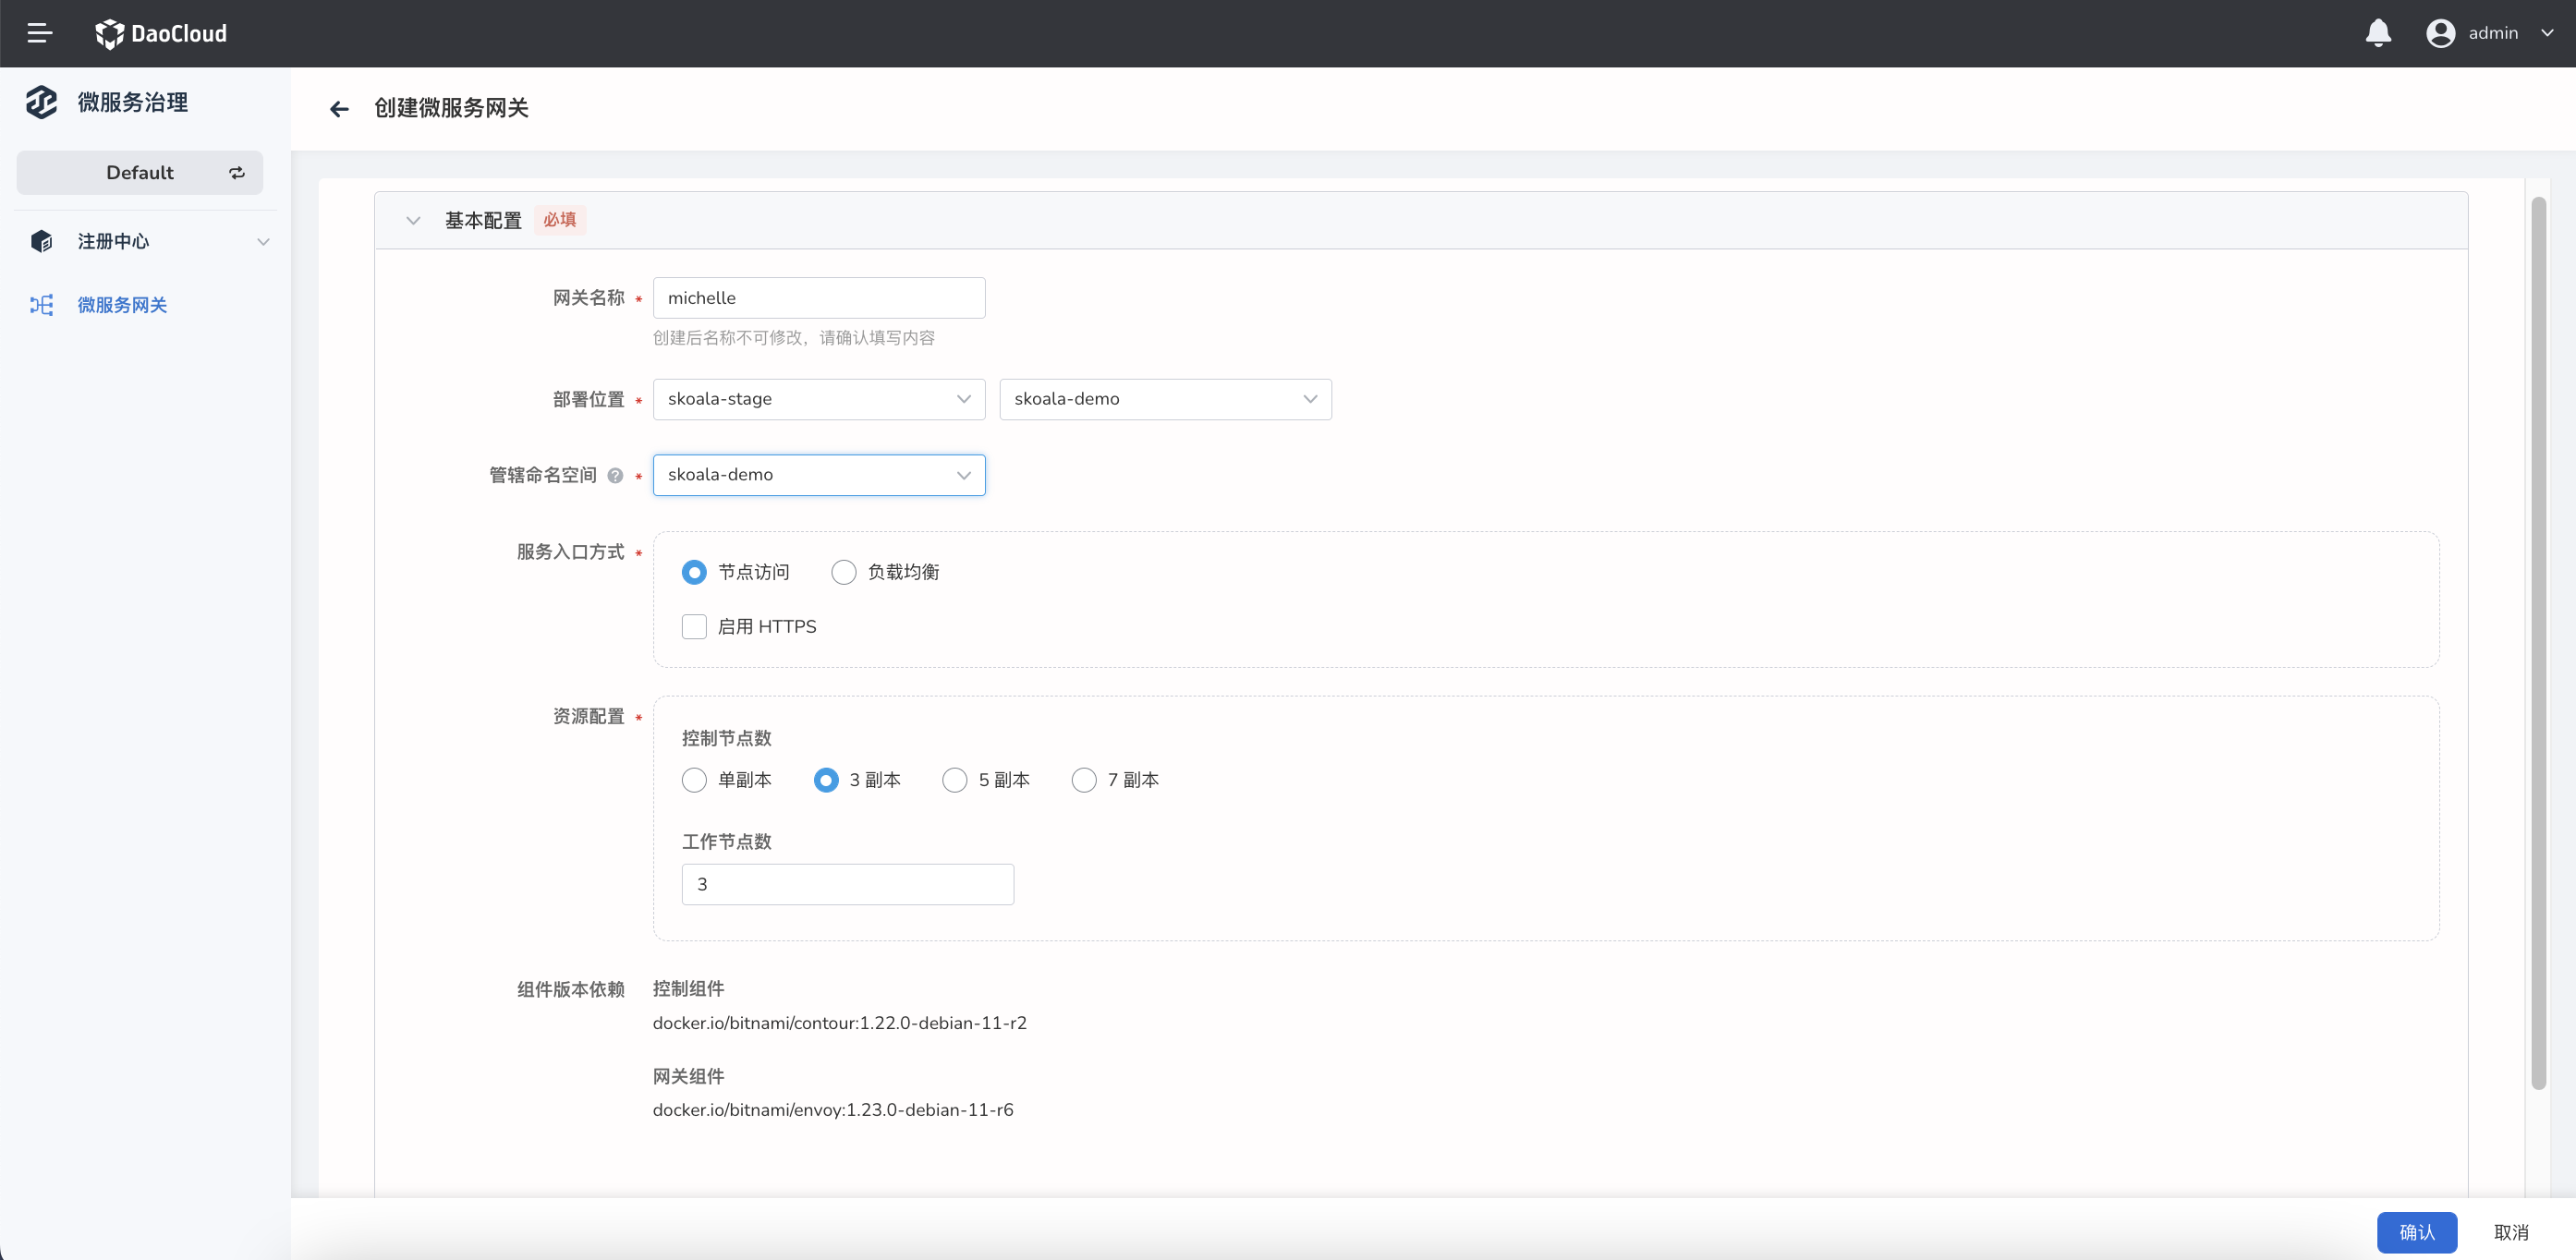 DaoCloud
admin
微服务治理
Default
注册中心
微服务网关
创建微服务网关
基本配置 必填
网关名称 * michelle
创建后名称不可修改，请确认填写内容
部署位置 * skoala-stage skoala-demo
管辖命名空间 ? * skoala-demo
服务入口方式 *
节点访问 负载均衡
启用 HTTPS
资源配置 *
控制节点数
单副本 3 副本 5 副本 7 副本
工作节点数
3
组件版本依赖 控制组件
docker.io/bitnami/contour:1.22.0-debian-11-r2
网关组件
docker.io/bitnami/envoy:1.23.0-debian-11-r6
确认 取消